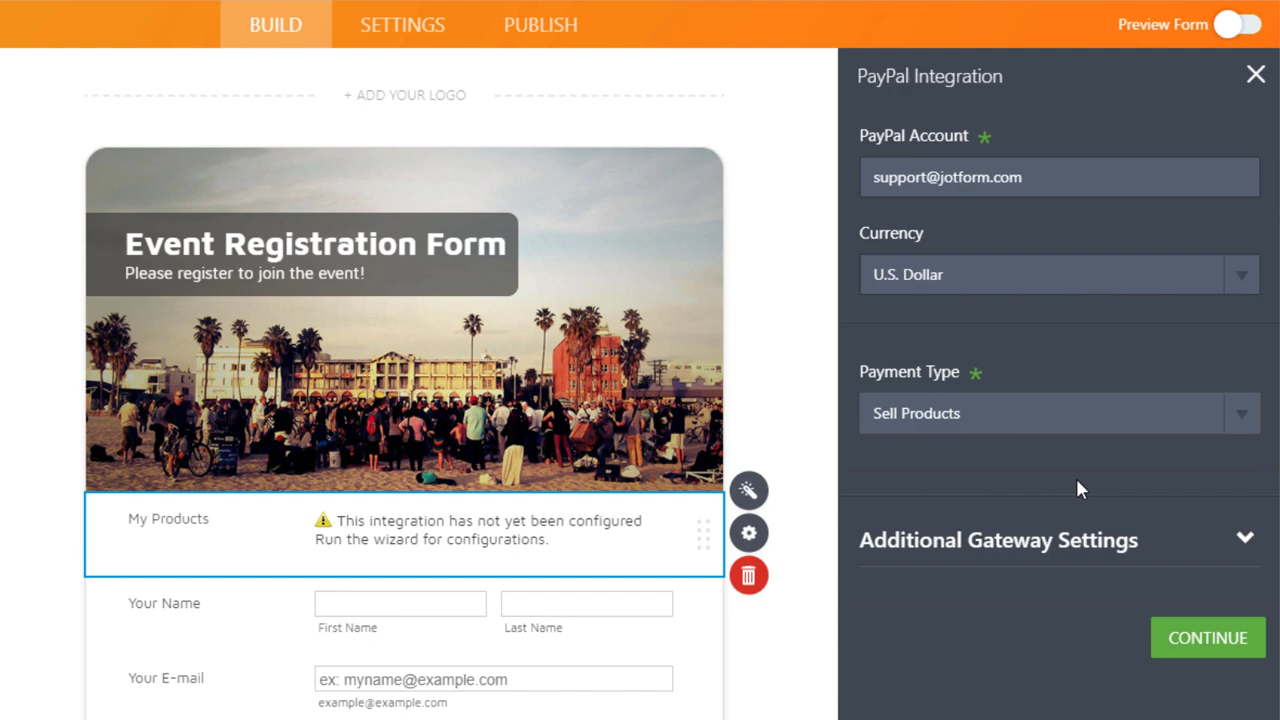 BUILD
SETTINGS
PUBLISH
Preview Form
+ ADD YOUR LOGO
Event Registration Form
Please register to join the event!
My Products
This integration has not yet been configured
Run the wizard for configurations.
Your Name
First Name
Last Name
Your E-mail
ex: myname@example.com
example@example.com
PayPal Integration
PayPal Account *
support@jotform.com
Currency
U.S. Dollar
Payment Type *
Sell Products
Additional Gateway Settings
CONTINUE